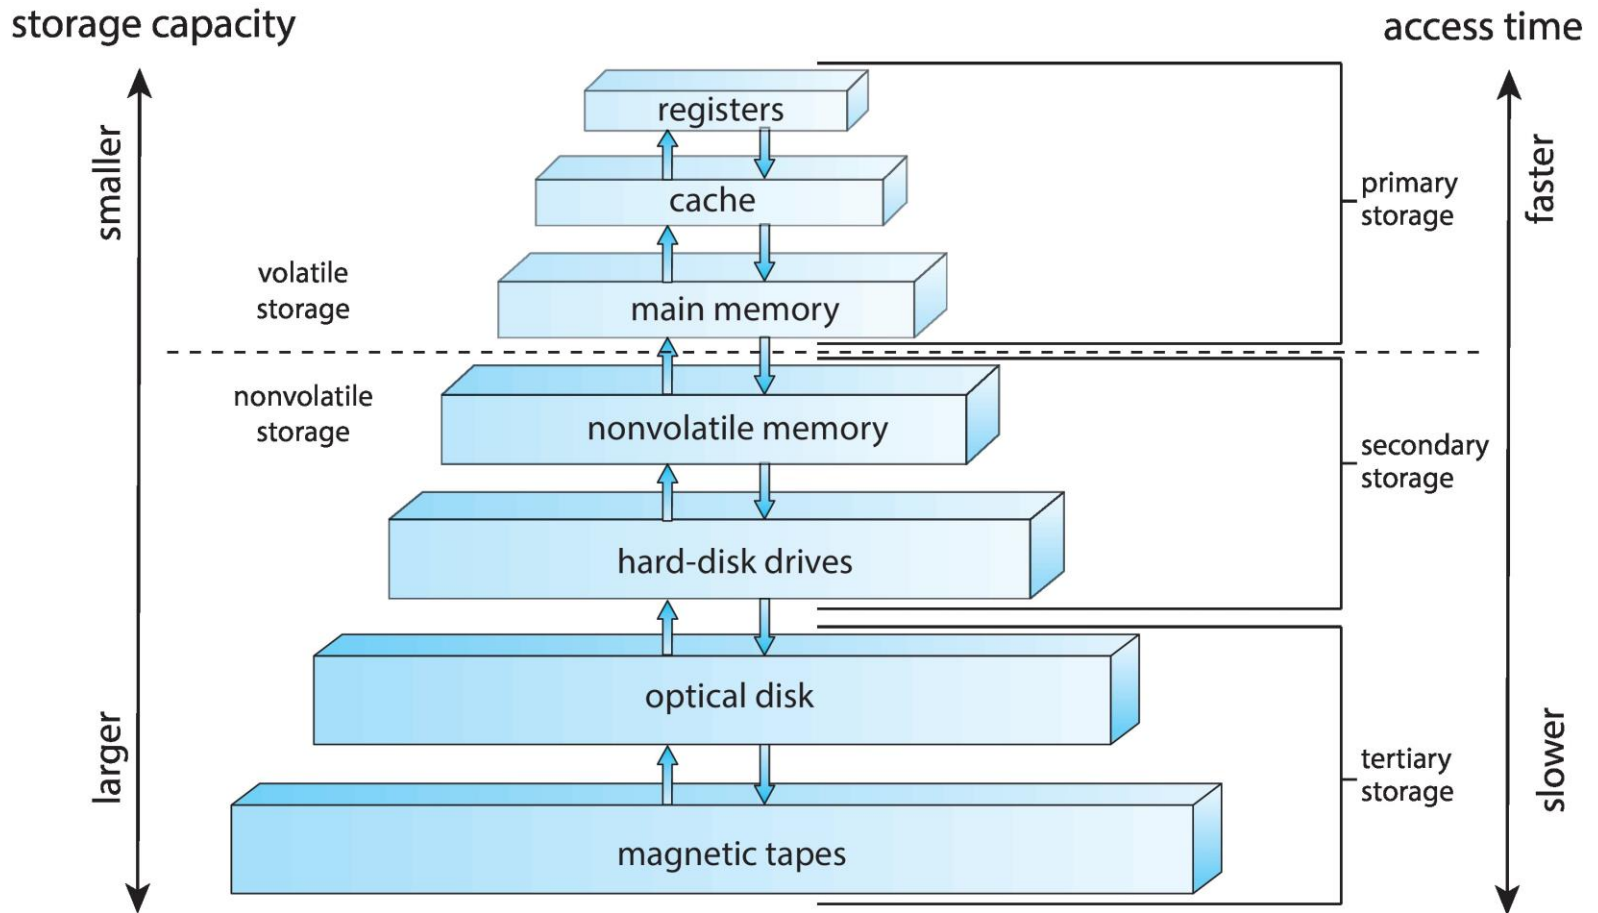 storage capacity
access time
registers
smaller
faster
primary
storage
cache
volatile
storage
main memory
nonvolatile
storage
nonvolatile memory
secondary
storage
hard-disk drives
optical disk
larger
slower
tertiary
storage
magnetic tapes